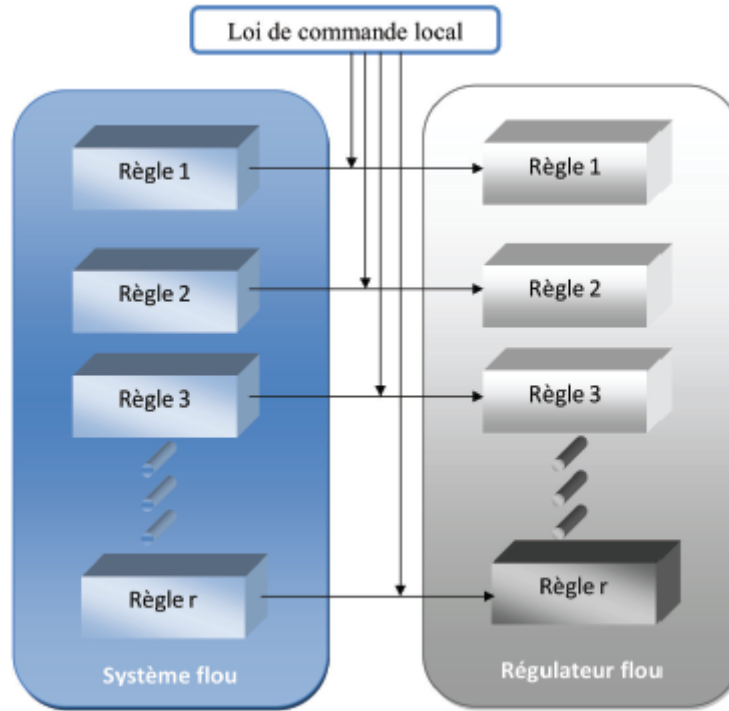 Loi de commande local
Règle 1
Règle 1
Règle 2
Règle 2
Règle 3
Règle 3
Règle r
Règle r
Système flou
Régulateur flou